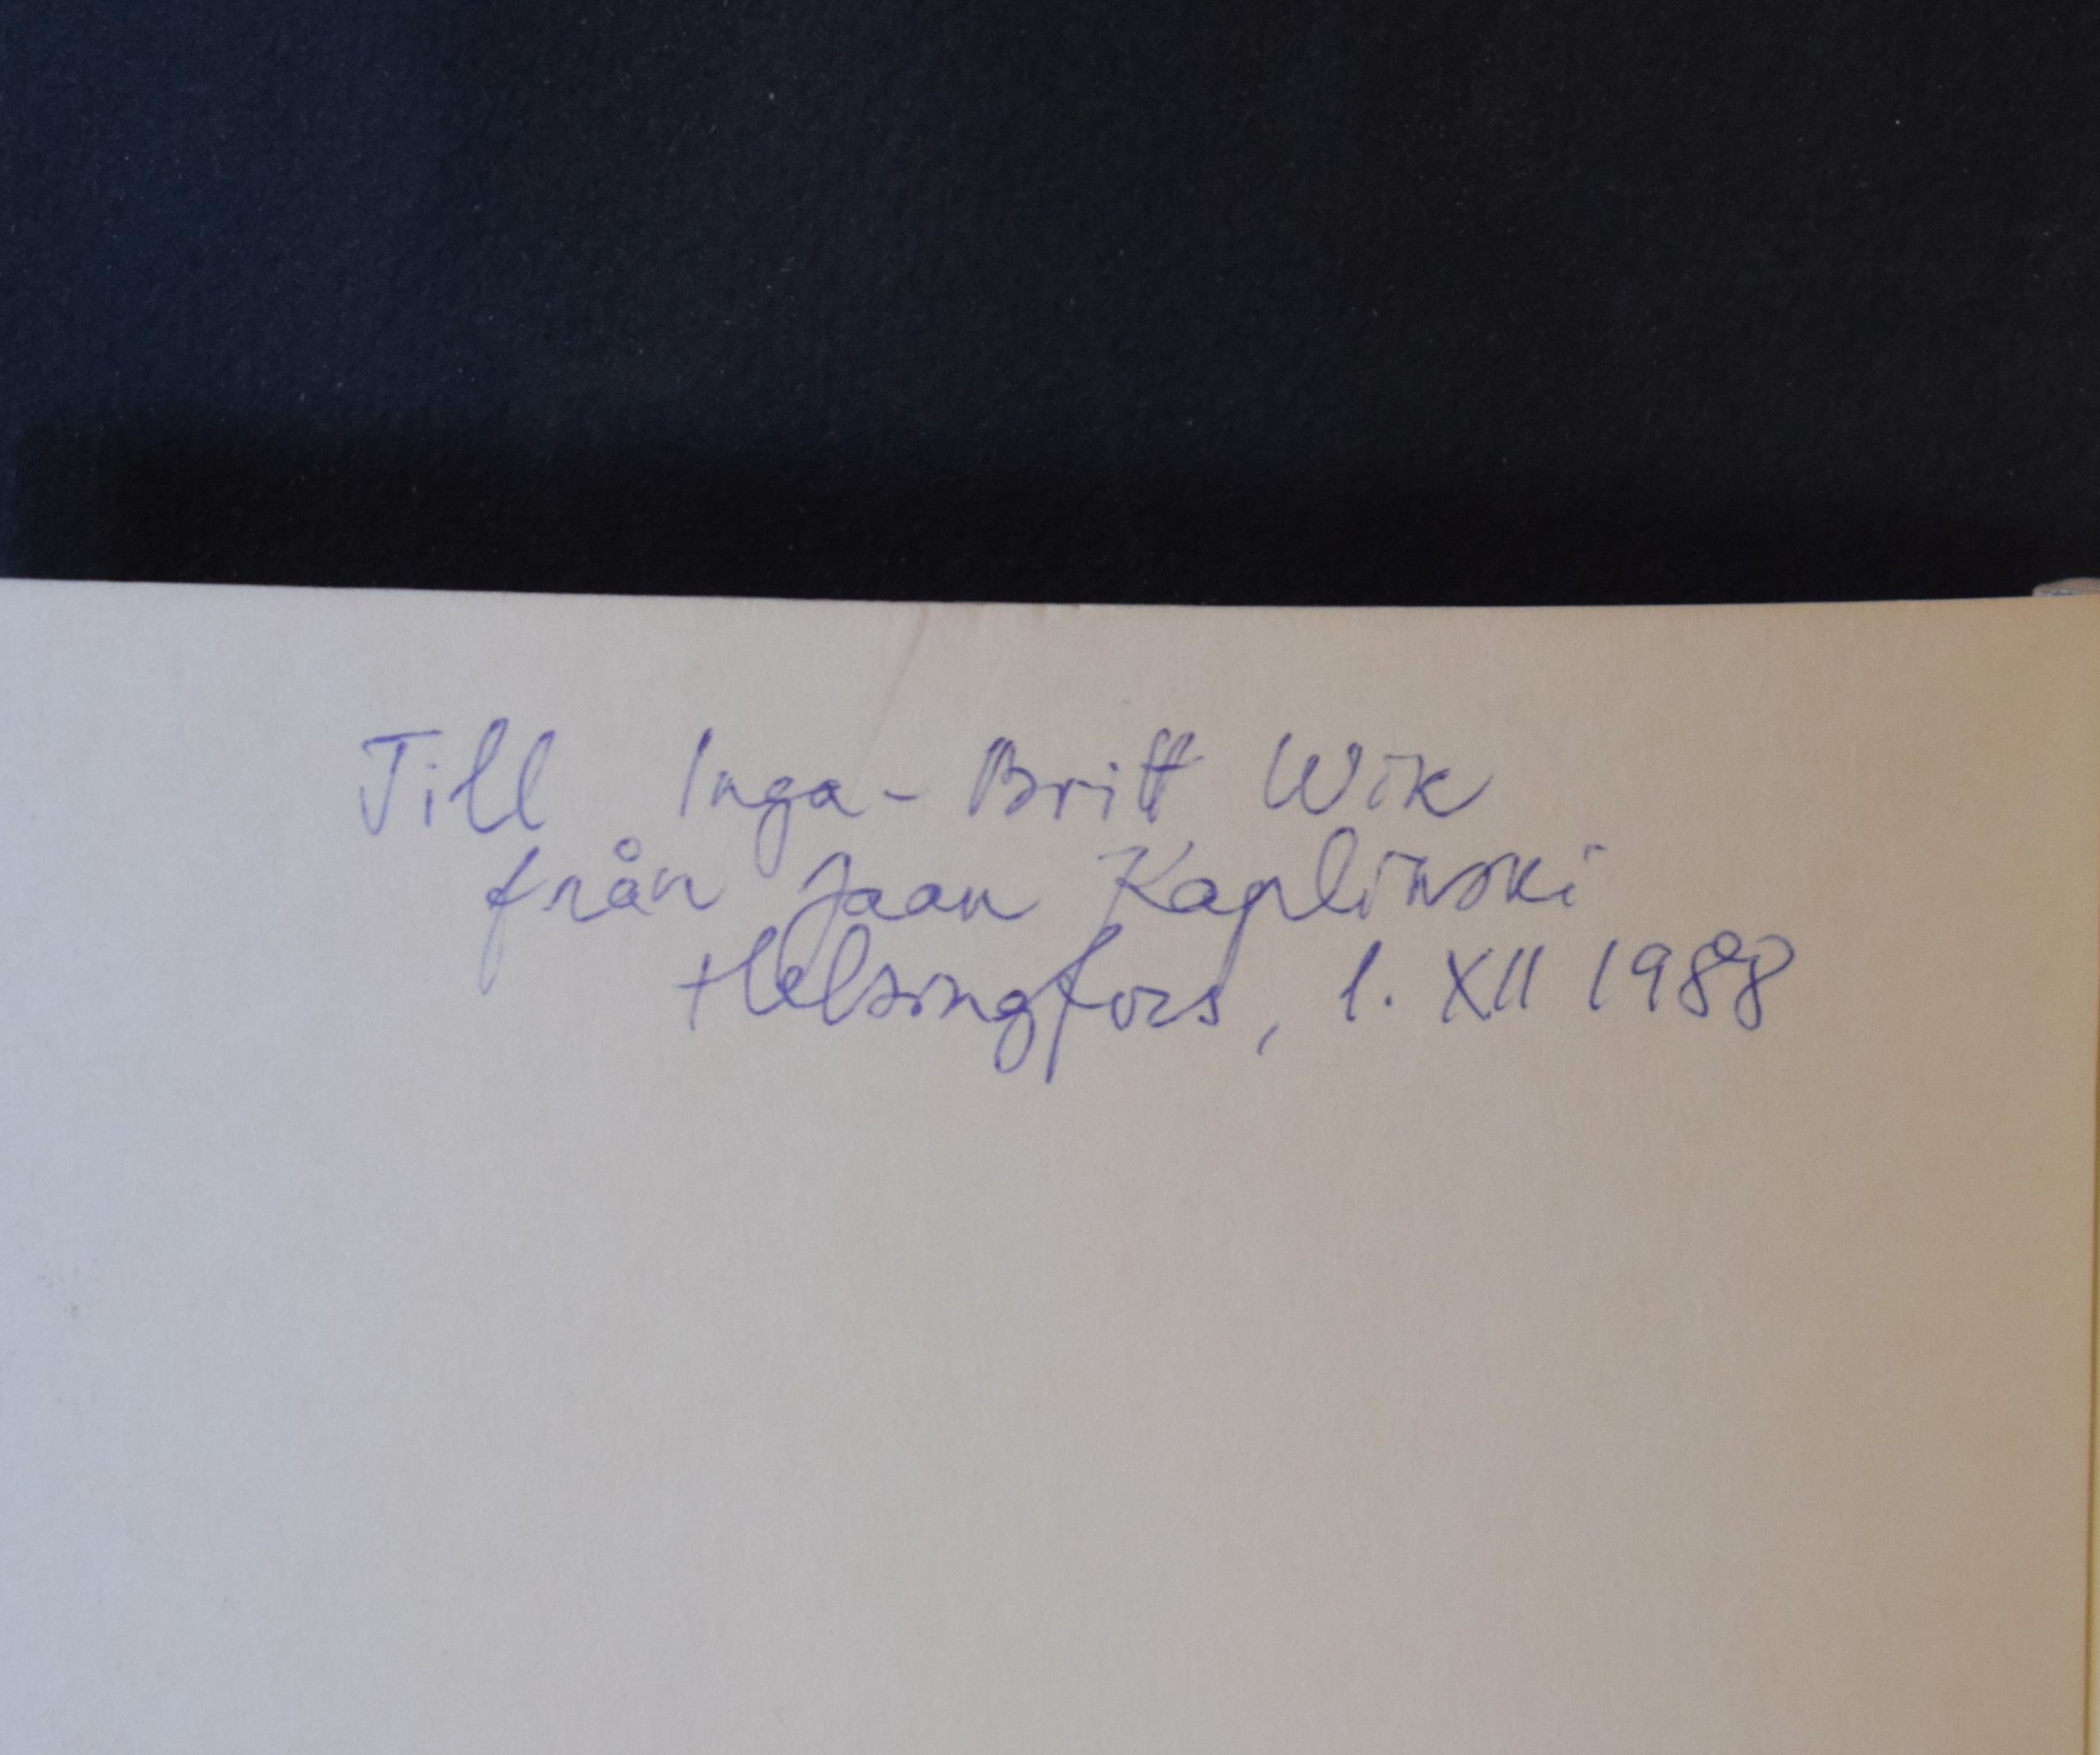 Till Inga-Britt Wik
från Jaan Kaplinski
Helsingfors, 1. XII 1988